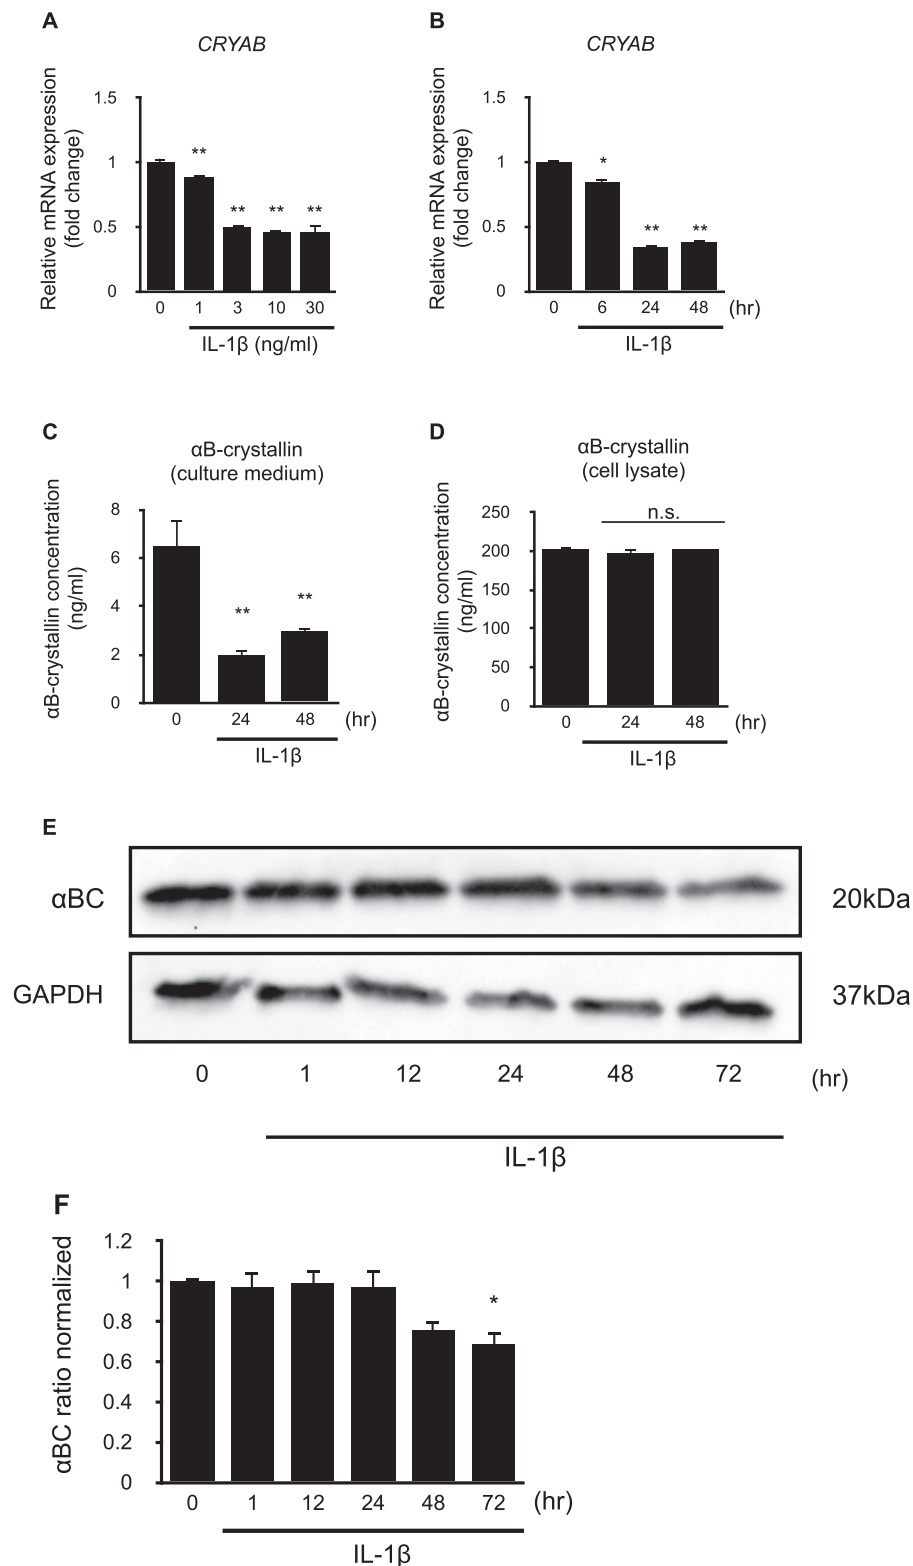 A
CRYAB
Relative mRNA expression
(fold change)
1.5
1
0.5
0
**
**
**
**
0 1 3 10 30
IL-1β (ng/ml)
B
CRYAB
Relative mRNA expression
(fold change)
1.5
1
0.5
0
*
**
**
0 6 24 48 (hr)
IL-1β
C
αB-crystallin
(culture medium)
αB-crystallin concentration
(ng/ml)
8
6
4
2
0
**
**
0 24 48 (hr)
IL-1β
D
αB-crystallin
(cell lysate)
αB-crystallin concentration
(ng/ml)
250
200
150
100
50
0
n.s.
0 24 48 (hr)
IL-1β
E
αBC 20kDa
GAPDH 37kDa
0 1 12 24 48 72 (hr)
IL-1β
F
αBC ratio normalized
1.2
1
0.8
0.6
0.4
0.2
0
*
0 1 12 24 48 72 (hr)
IL-1β